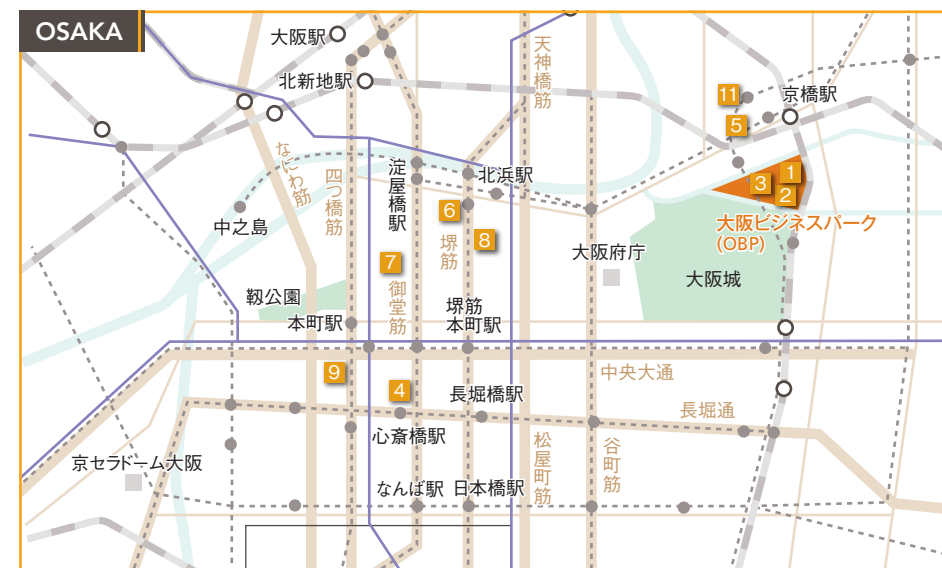 OSAKA
大阪駅
北新地駅
天神橋筋
11
京橋駅
5
なにわ筋
四つ橋筋
淀屋橋駅
北浜駅
1
3
2
6
堺筋
8
中之島
大阪ビジネスパーク
(OBP)
大阪府庁
7
御堂筋
大阪城
靱公園
本町駅
堺筋
本町駅
9
4
中央大通
長堀橋駅
長堀通
心斎橋駅
京セラドーム大阪
松屋町筋
谷町筋
なんば駅
日本橋駅